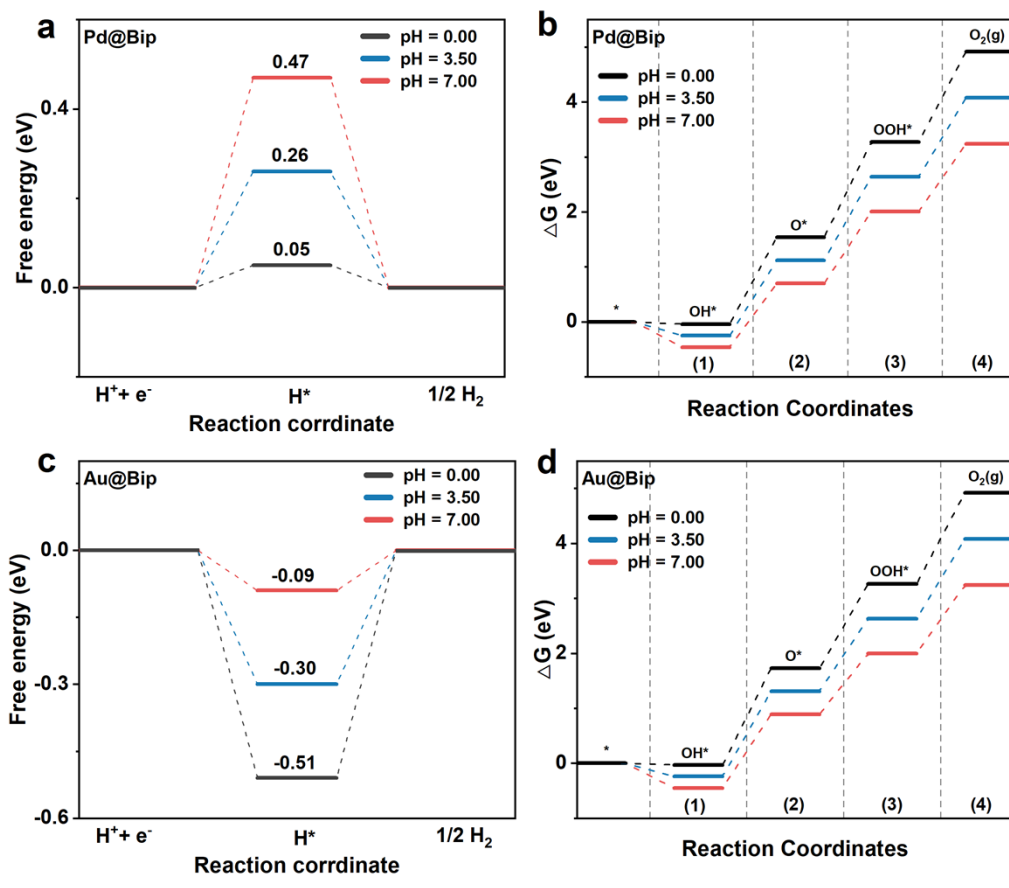 a
Pd@Bip
pH = 0.00
pH = 3.50
pH = 7.00
0.47
0.26
0.05
0.4
0.0
Free energy (eV)
H⁺+ e⁻
H*
1/2 H₂
Reaction corrdinate
b
Pd@Bip
O₂(g)
pH = 0.00
pH = 3.50
pH = 7.00
OOH*
O*
*
OH*
(1)
(2)
(3)
(4)
4
2
0
△G (eV)
Reaction Coordinates
c
Au@Bip
pH = 0.00
pH = 3.50
pH = 7.00
-0.09
-0.30
-0.51
0.0
-0.3
-0.6
Free energy (eV)
H⁺+ e⁻
H*
1/2 H₂
Reaction corrdinate
d
Au@Bip
O₂(g)
pH = 0.00
pH = 3.50
pH = 7.00
OOH*
O*
*
OH*
(1)
(2)
(3)
(4)
4
2
0
△G (eV)
Reaction Coordinates